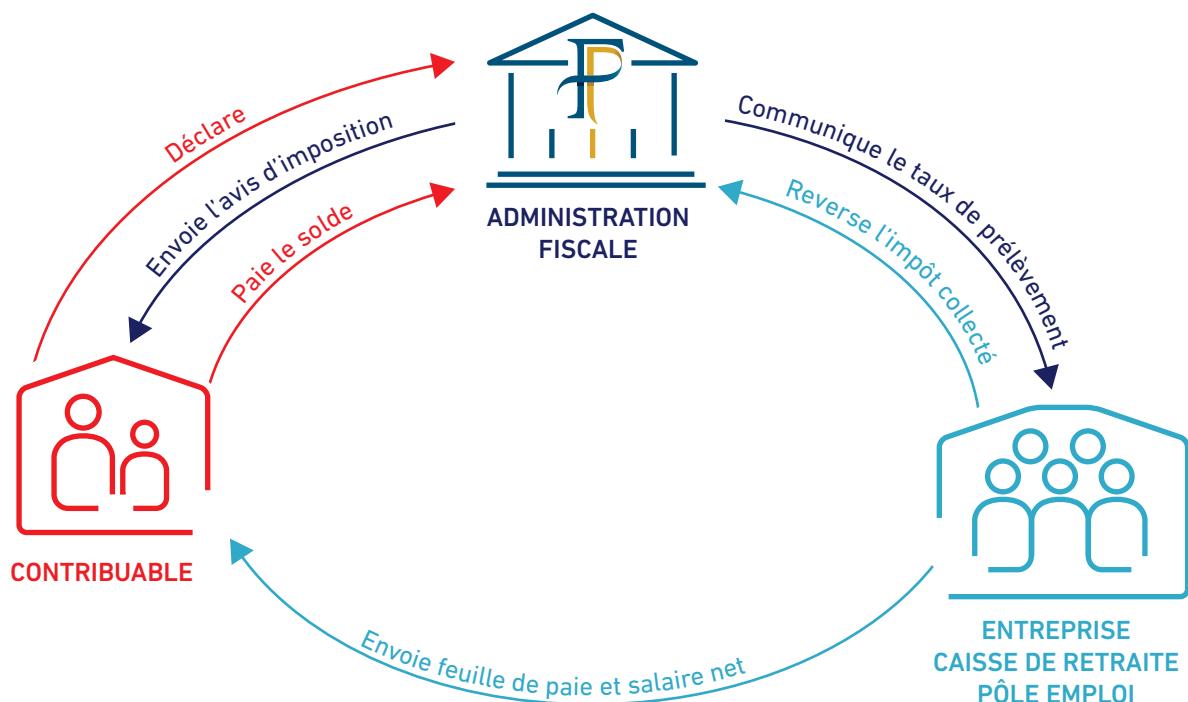 Déclare
Envoie l'avis d'imposition
Paie le solde
ADMINISTRATION
FISCALE
Communique le taux de prélèvement
Reverse l'impôt collecté
CONTRIBUABLE
Envoie feuille de paie et salaire net
ENTREPRISE
CAISSE DE RETRAITE
PÔLE EMPLOI